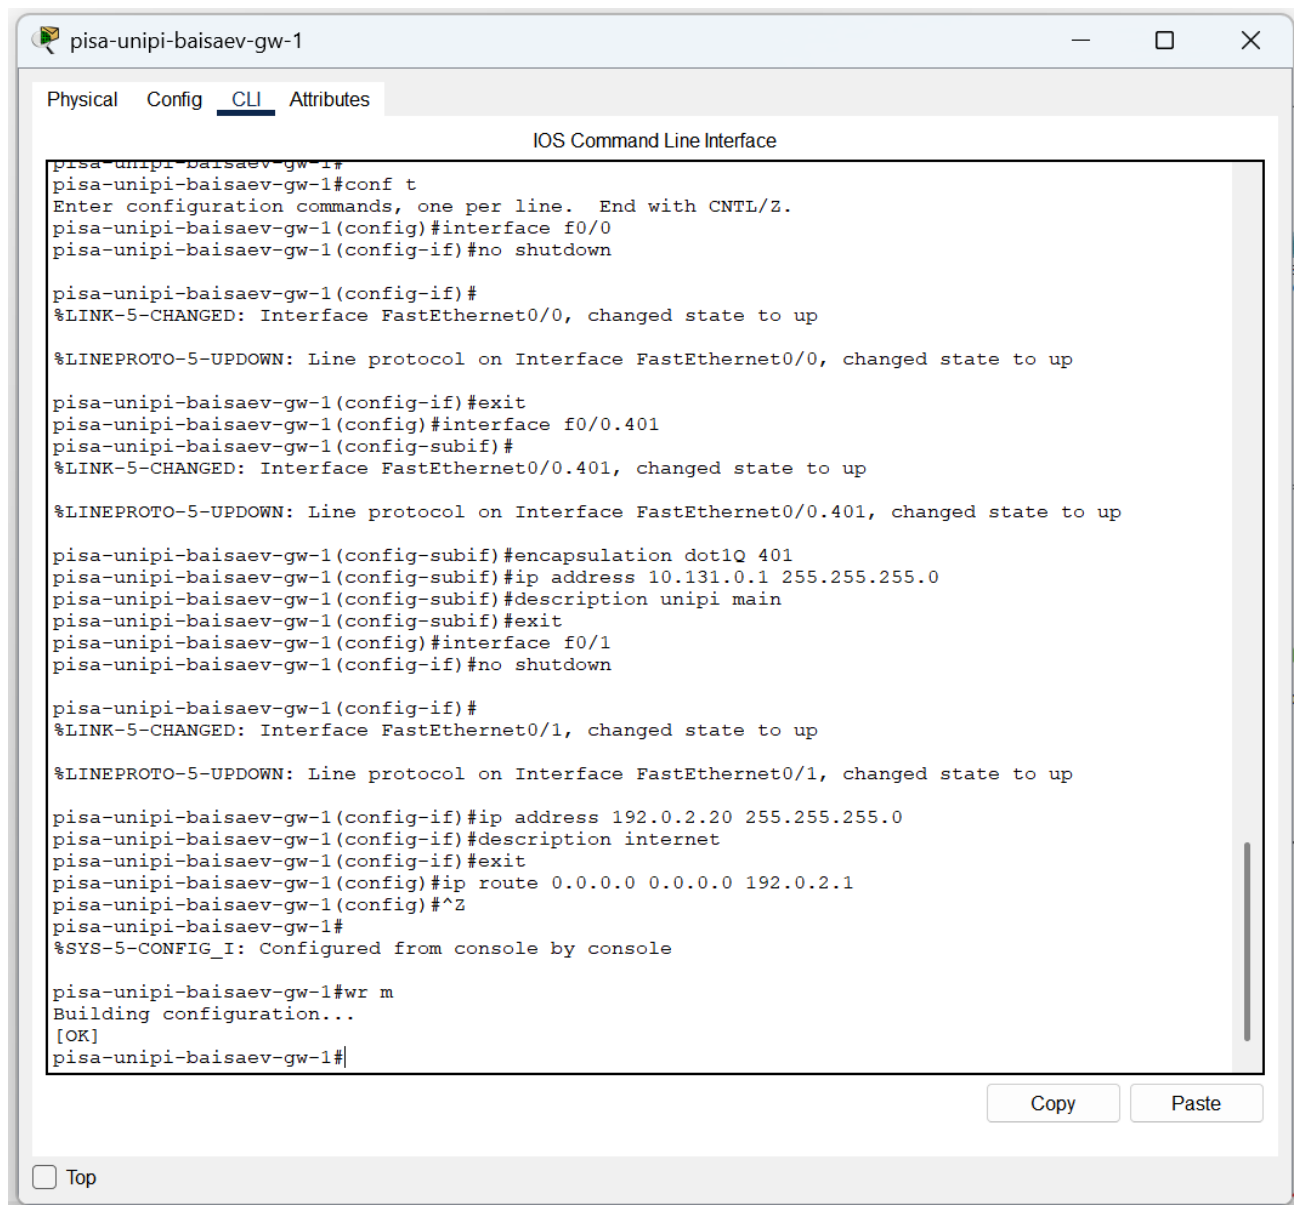 pisa-unipi-baisaev-gw-1
Physical Config CLI Attributes
IOS Command Line Interface
pisa-unipi-baisaev-gw-1#
pisa-unipi-baisaev-gw-1#conf t
Enter configuration commands, one per line.  End with CNTL/Z.
pisa-unipi-baisaev-gw-1(config)#interface f0/0
pisa-unipi-baisaev-gw-1(config-if)#no shutdown
pisa-unipi-baisaev-gw-1(config-if)#
%LINK-5-CHANGED: Interface FastEthernet0/0, changed state to up
%LINEPROTO-5-UPDOWN: Line protocol on Interface FastEthernet0/0, changed state to up
pisa-unipi-baisaev-gw-1(config-if)#exit
pisa-unipi-baisaev-gw-1(config)#interface f0/0.401
pisa-unipi-baisaev-gw-1(config-subif)#
%LINK-5-CHANGED: Interface FastEthernet0/0.401, changed state to up
%LINEPROTO-5-UPDOWN: Line protocol on Interface FastEthernet0/0.401, changed state to up
pisa-unipi-baisaev-gw-1(config-subif)#encapsulation dot1Q 401
pisa-unipi-baisaev-gw-1(config-subif)#ip address 10.131.0.1 255.255.255.0
pisa-unipi-baisaev-gw-1(config-subif)#description unipi main
pisa-unipi-baisaev-gw-1(config-subif)#exit
pisa-unipi-baisaev-gw-1(config)#interface f0/1
pisa-unipi-baisaev-gw-1(config-if)#no shutdown
pisa-unipi-baisaev-gw-1(config-if)#
%LINK-5-CHANGED: Interface FastEthernet0/1, changed state to up
%LINEPROTO-5-UPDOWN: Line protocol on Interface FastEthernet0/1, changed state to up
pisa-unipi-baisaev-gw-1(config-if)#ip address 192.0.2.20 255.255.255.0
pisa-unipi-baisaev-gw-1(config-if)#description internet
pisa-unipi-baisaev-gw-1(config-if)#exit
pisa-unipi-baisaev-gw-1(config)#ip route 0.0.0.0 0.0.0.0 192.0.2.1
pisa-unipi-baisaev-gw-1(config)#^Z
pisa-unipi-baisaev-gw-1#
%SYS-5-CONFIG_I: Configured from console by console
pisa-unipi-baisaev-gw-1#wr m
Building configuration...
[OK]
pisa-unipi-baisaev-gw-1#
Copy Paste
Top